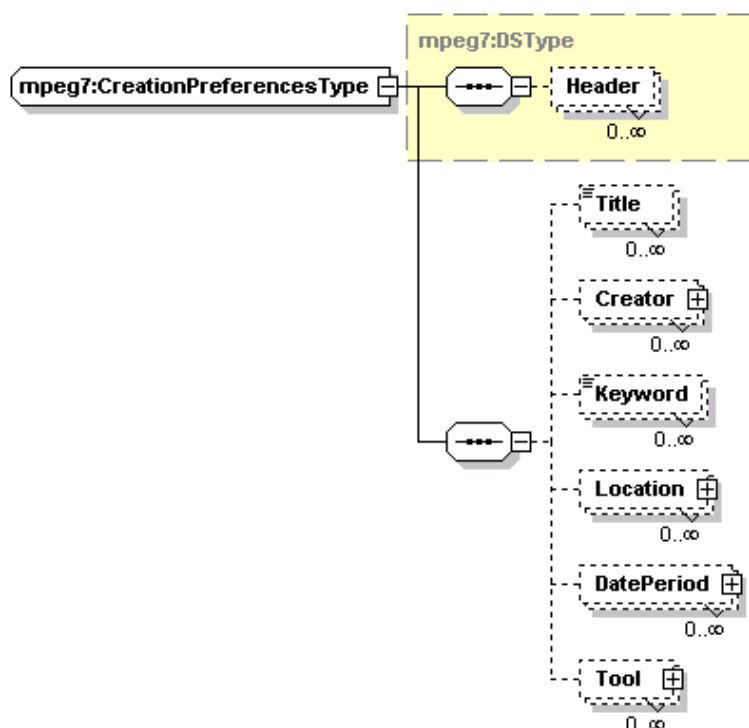 mpeg7:DSType
mpeg7:CreationPreferencesType
Header
0..∞
Title
0..∞
Creator
0..∞
Keyword
0..∞
Location
0..∞
DatePeriod
0..∞
Tool
0..∞